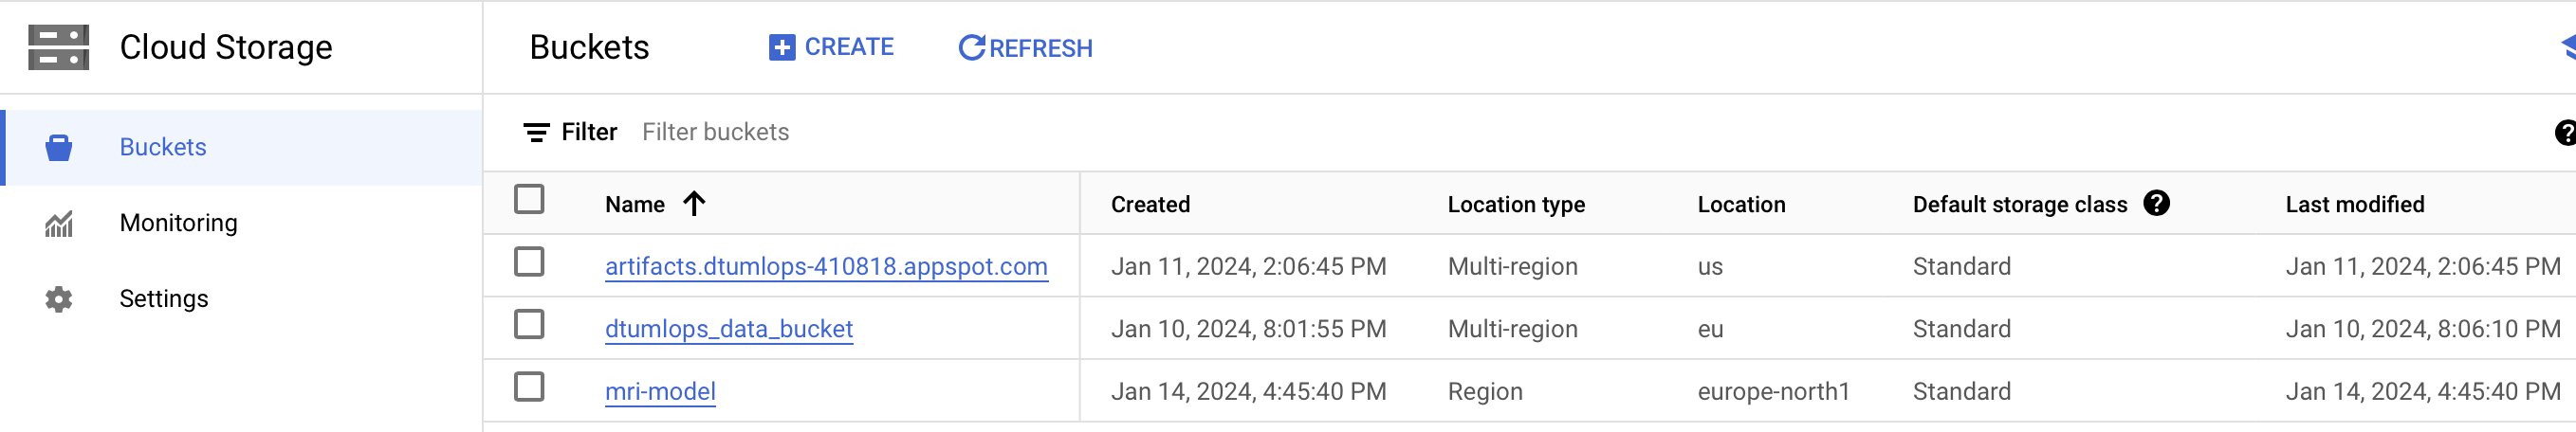 Cloud Storage
Buckets
Monitoring
Settings
Buckets CREATE REFRESH
Filter Filter buckets
Name Created Location type Location Default storage class Last modified
artifacts.dtumlops-410818.appspot.com Jan 11, 2024, 2:06:45 PM Multi-region us Standard Jan 11, 2024, 2:06:45 PM
dtumlops_data_bucket Jan 10, 2024, 8:01:55 PM Multi-region eu Standard Jan 10, 2024, 8:06:10 PM
mri-model Jan 14, 2024, 4:45:40 PM Region europe-north1 Standard Jan 14, 2024, 4:45:40 PM